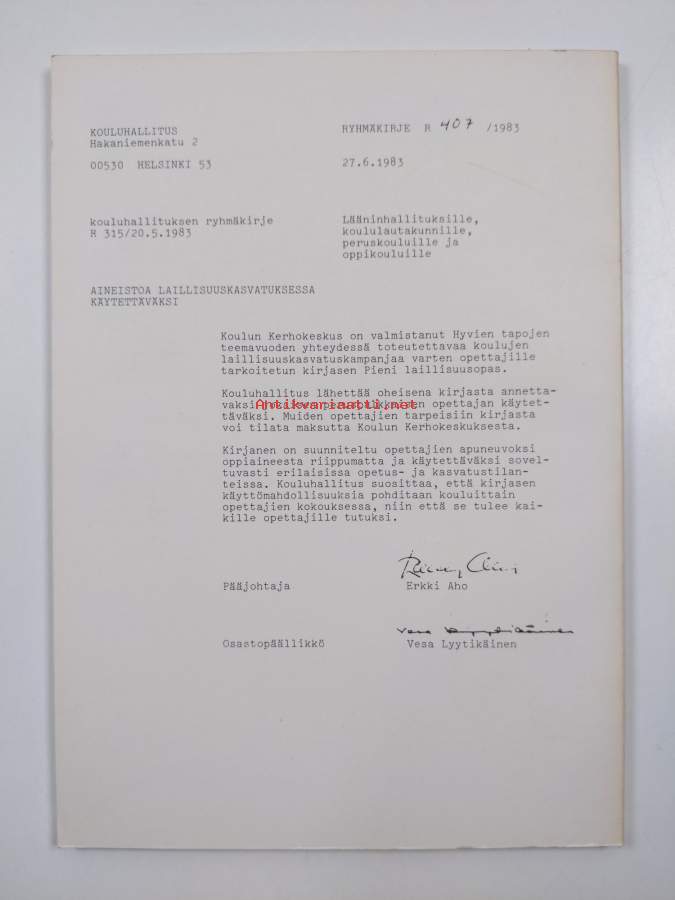 KOULUHALLITUS
Hakaniemenkatu 2
00530 HELSINKI 53
RYHMÄKIRJE R 407 /1983
27.6.1983
kouluhallituksen ryhmäkirje
R 315/20.5.1983
Lääninhallituksille,
koululautakunnille,
peruskouluille ja
oppikouluille
AINEISTOA LAILLISUUSKASVATUKSESSA
KÄYTETTÄVÄKSI
Koulun Kerhokeskus on valmistanut Hyvien tapojen
teemavuoden yhteydessä toteutettavaa koulujen
laillisuuskasvatuskampanjaa varten opettajille
tarkoitetun kirjasen Pieni laillisuusopas.
Kouluhallitus lähettää oheisena kirjasta annetta-
vaksi opettajan käytet-
täväksi. Muiden opettajien tarpeisiin kirjasta
voi tilata maksutta Koulun Kerhokeskuksesta.
Antikvariaatti.net
Kirjanen on suunniteltu opettajien apuneuvoksi
oppiaineesta riippumatta ja käytettäväksi sovel-
tuvasti erilaisissa opetus- ja kasvatustilan-
teissa. Kouluhallitus suosittaa, että kirjasen
käyttömahdollisuuksia pohditaan kouluittain
opettajien kokouksessa, niin että se tulee kai-
kille opettajille tutuksi.
Pääjohtaja
Erkki Aho
Osastopäällikkö
Vesa Lyytikäinen